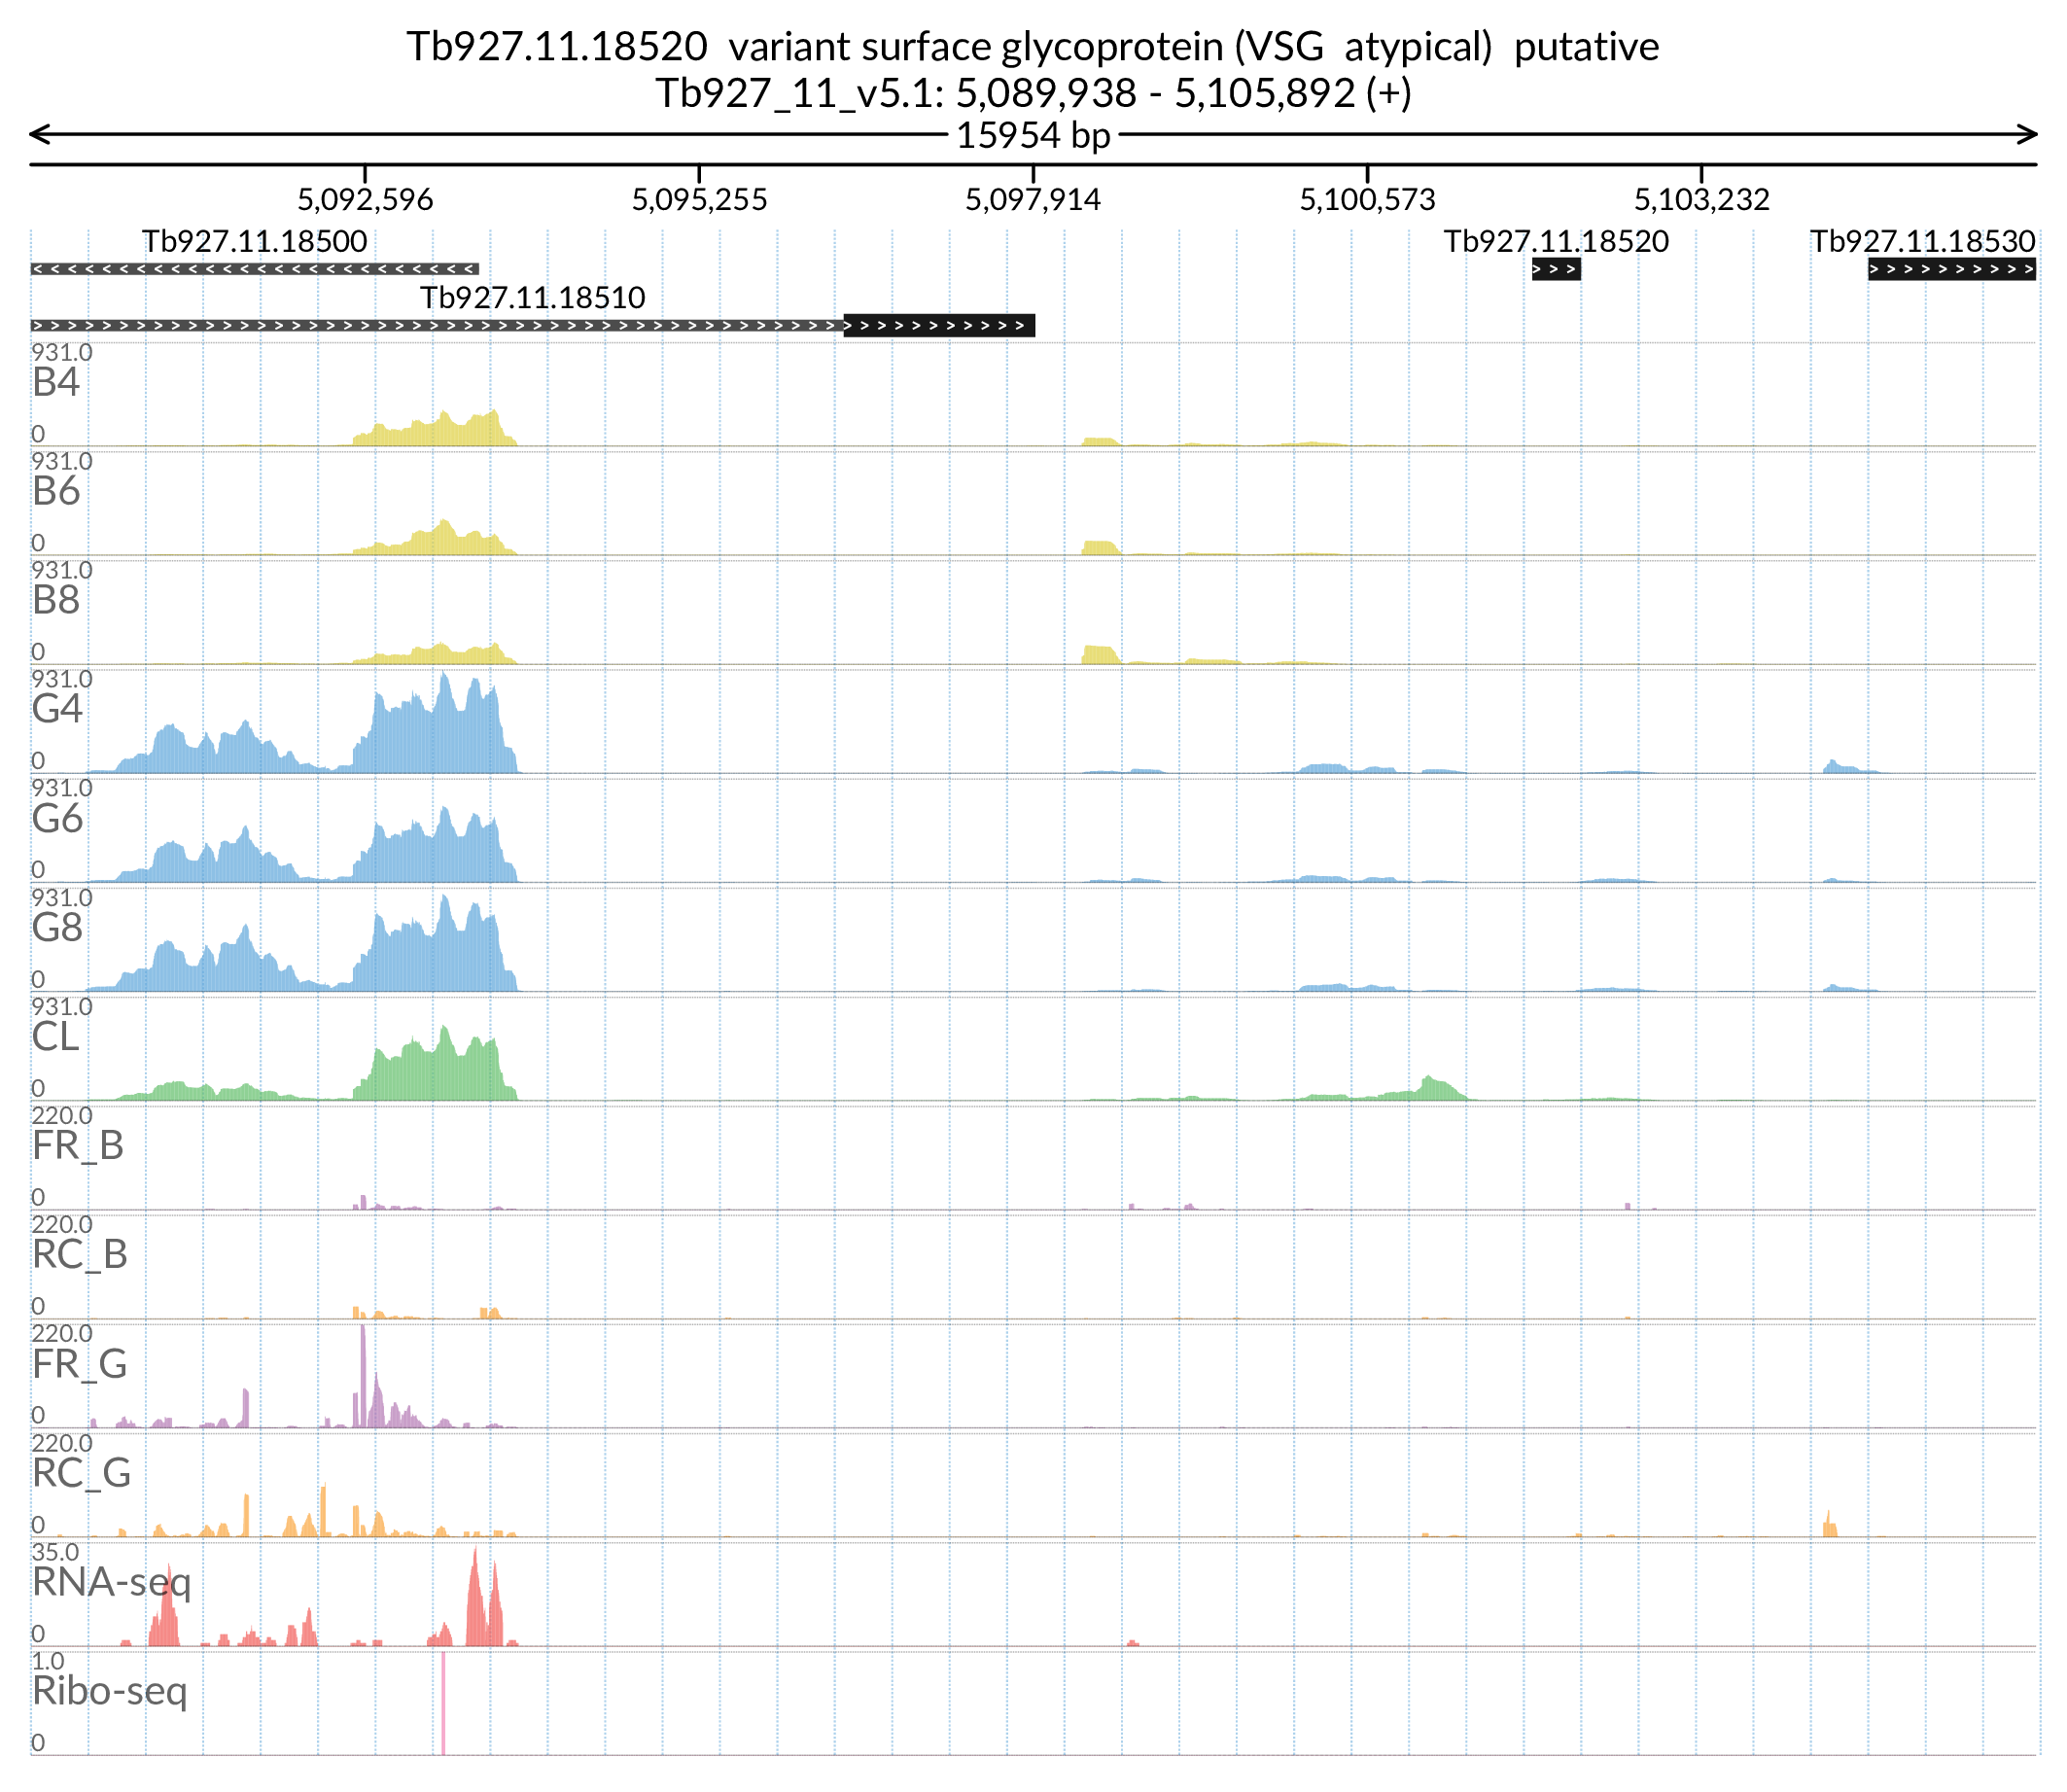 Tb927.11.18520 variant surface glycoprotein (VSG atypical) putative
Tb927_11_v5.1: 5,089,938 - 5,105,892 (+)
15954 bp
5,092,596 5,095,255 5,097,914 5,100,573 5,103,232
Tb927.11.18500 Tb927.11.18520 Tb927.11.18530
Tb927.11.18510
931.0
B4
0
931.0
B6
0
931.0
B8
0
931.0
G4
0
931.0
G6
0
931.0
G8
0
931.0
CL
0
220.0
FR_B
0
220.0
RC_B
0
220.0
FR_G
0
220.0
RC_G
0
35.0
RNA-seq
0
1.0
Ribo-seq
0